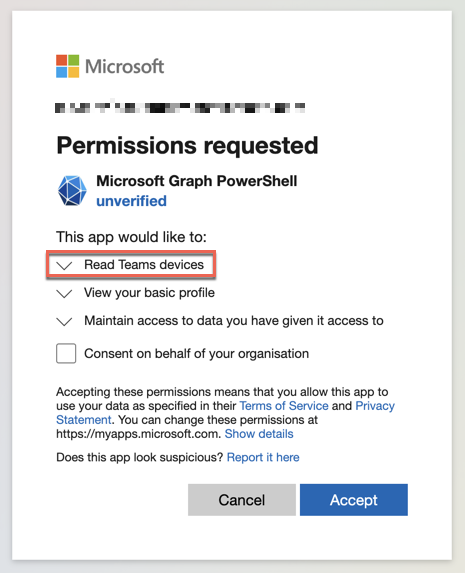 Microsoft
Permissions requested
Microsoft Graph PowerShell
unverified
This app would like to:
Read Teams devices
View your basic profile
Maintain access to data you have given it access to
Consent on behalf of your organisation
Accepting these permissions means that you allow this app to
use your data as specified in their Terms of Service and Privacy
Statement. You can change these permissions at
https://myapps.microsoft.com. Show details
Does this app look suspicious? Report it here
Cancel
Accept